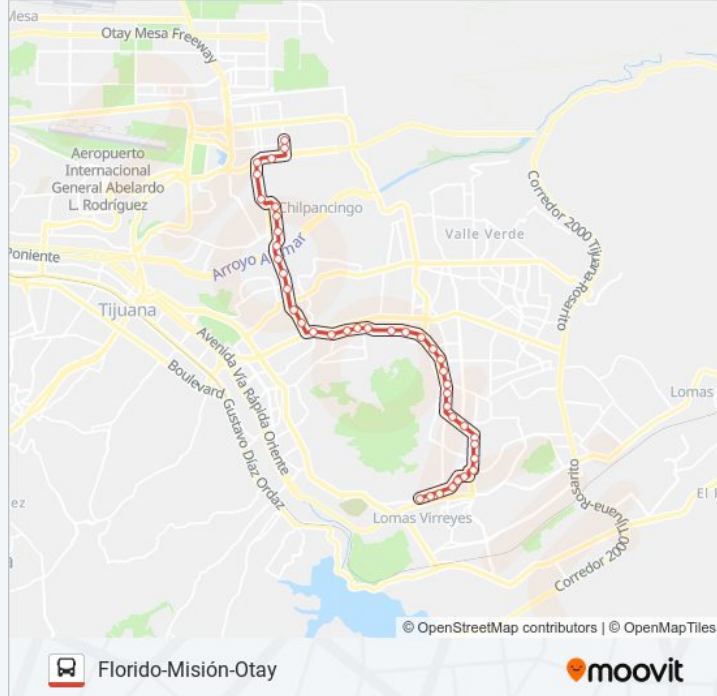 Mesa
Otay Mesa Freeway
Aeropuerto
Internacional
General Abelardo
L. Rodríguez
Chilpancingo
Corredor 2000 Tijuana-Rosarito
Valle Verde
Arroyo Alamar
Poniente
Tijuana
Avenida Vía Rápida Oriente
Boulevard Gustavo Díaz Ordaz
Lomas
Lomas Virreyes
ez
El F
Corredor 2000 Tijuana-Rosarito
© OpenStreetMap contributors | © OpenMapTiles
Florido-Misión-Otay
moovit